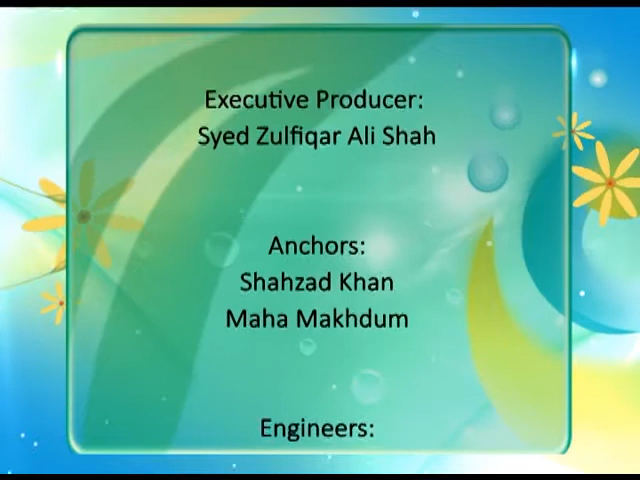 Executive Producer:
Syed Zulfiqar Ali Shah
Anchors:
Shahzad Khan
Maha Makhdum
Engineers: